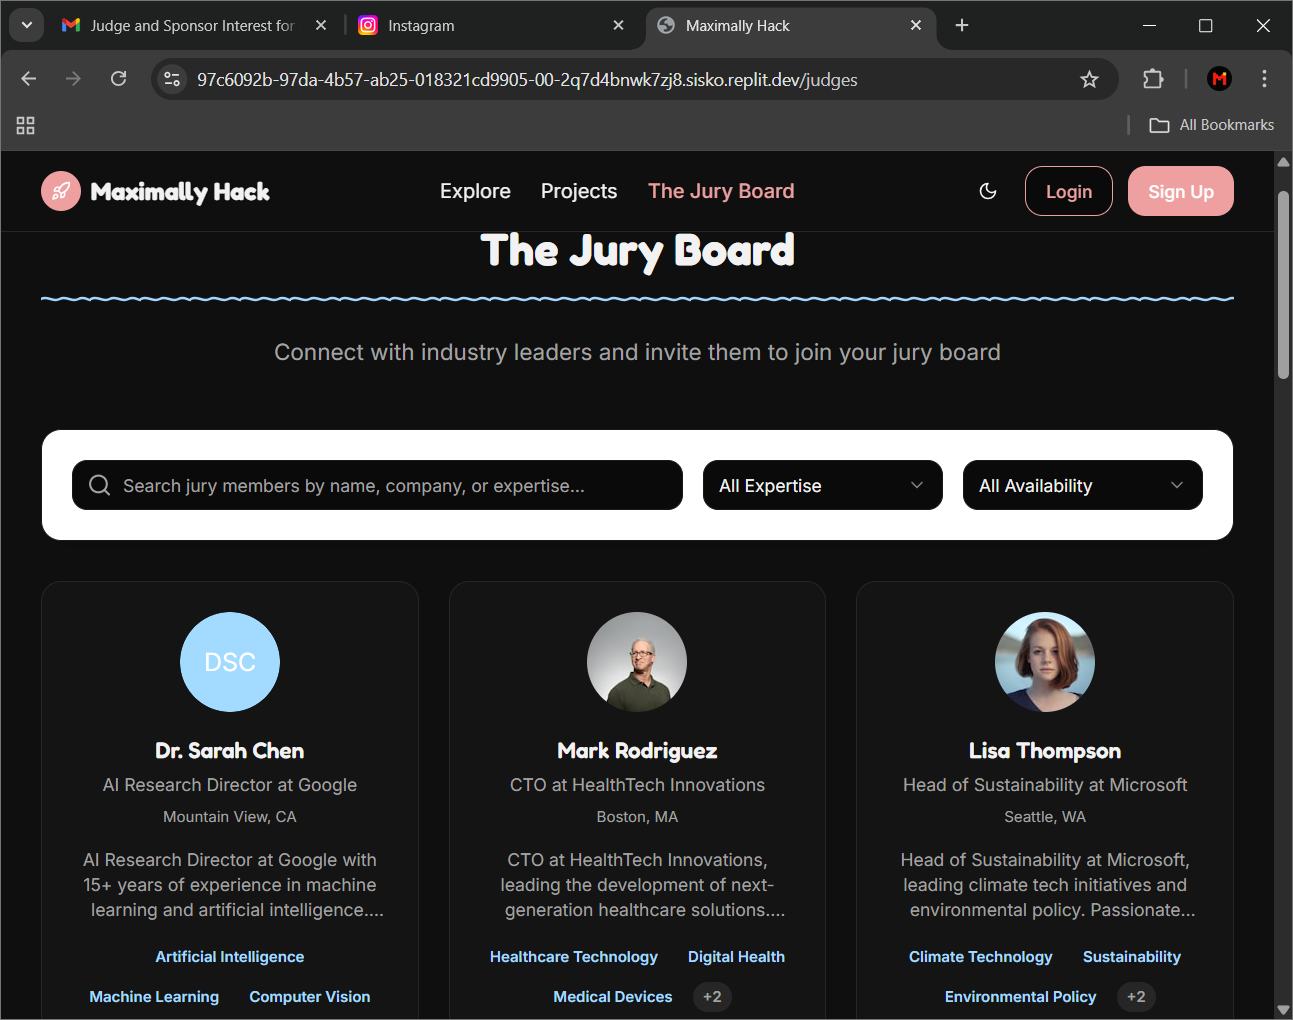 Judge and Sponsor Interest for
Instagram
Maximally Hack
97c6092b-97da-4b57-ab25-018321cd9905-00-2q7d4bnwk7zj8.sisko.replit.dev/judges
M
All Bookmarks
Maximally Hack
Explore
Projects
The Jury Board
Login
Sign Up
The Jury Board
Connect with industry leaders and invite them to join your jury board
Search jury members by name, company, or expertise...
All Expertise
All Availability
DSC
Dr. Sarah Chen
AI Research Director at Google
Mountain View, CA
AI Research Director at Google with
15+ years of experience in machine
learning and artificial intelligence....
Artificial Intelligence
Machine Learning
Computer Vision
Mark Rodriguez
CTO at HealthTech Innovations
Boston, MA
CTO at HealthTech Innovations,
leading the development of next-
generation healthcare solutions....
Healthcare Technology
Digital Health
Medical Devices
+2
Lisa Thompson
Head of Sustainability at Microsoft
Seattle, WA
Head of Sustainability at Microsoft,
leading climate tech initiatives and
environmental policy. Passionate...
Climate Technology
Sustainability
Environmental Policy
+2